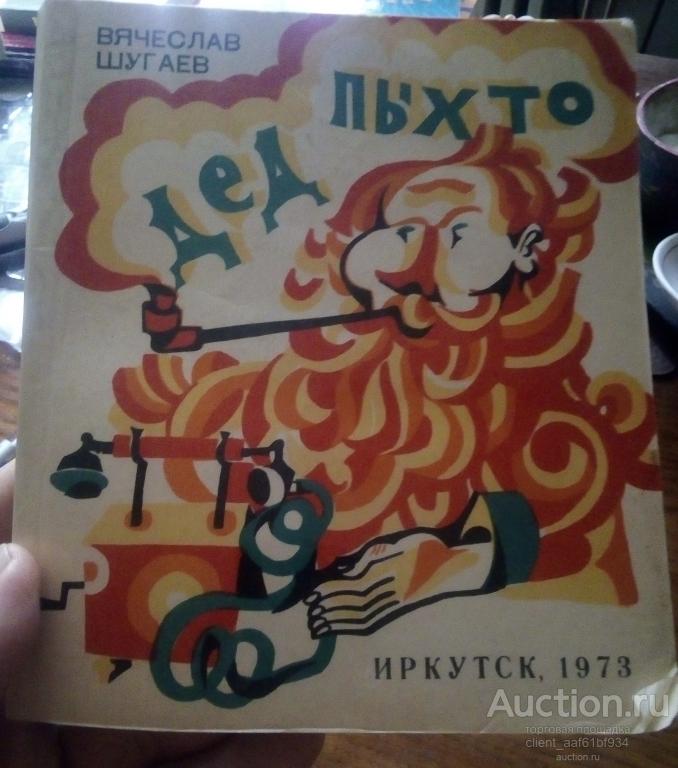 ВЯЧЕСЛАВ
ШУГАЕВ
ДЕД ПЫХТО
ИРКУТСК, 1973
Auction.ru
торговая площадка
client_aaf61bf934
auction.ru